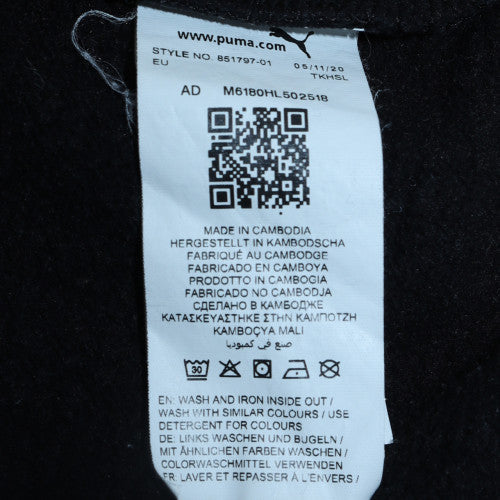 www.puma.com
STYLE NO. 851797-01 05/11/20
EU TKHSL
AD M6180HL502518
MADE IN CAMBODIA
HERGESTELLT IN KAMBODSCHA
FABRIQUÉ AU CAMBODGE
FABRICADO EN CAMBOYA
PRODOTTO IN CAMBOGIA
FABRICADO NO CAMBODJA
СДЕЛАНО В КАМБОДЖЕ
ΚΑΤΑΣΚΕΥΑΣΤΗΚΕ ΣΤΗΝ ΚΑΜΠΟΤΖΗ
KAMBOÇYA MALI
صنع في كمبوديا
30
EN: WASH AND IRON INSIDE OUT /
WASH WITH SIMILAR COLOURS / USE
DETERGENT FOR COLOURS
DE: LINKS WASCHEN UND BUGELN /
MIT ÄHNLICHEN FARBEN WASCHEN /
COLORWASCHMITTEL VERWENDEN
FR: LAVER ET REPASSER À L'ENVERS /